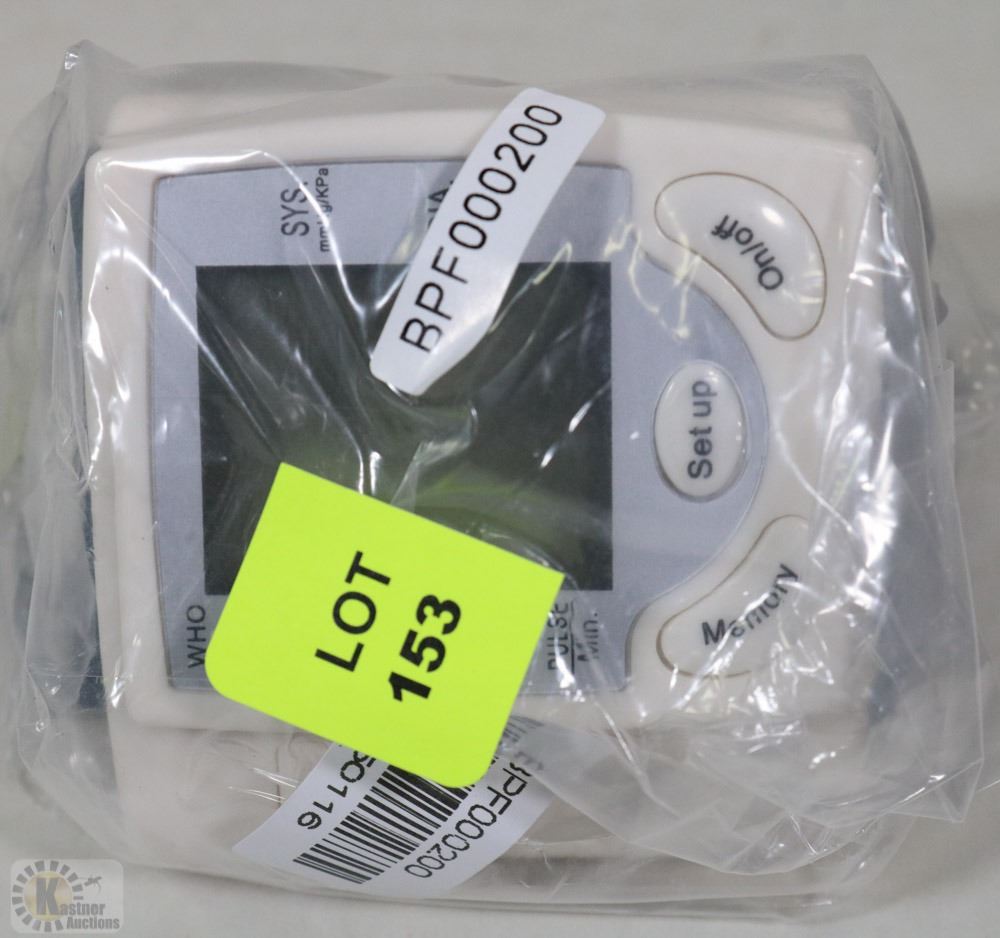 BPF000200
SYS.
mmHg/KPa
On/off
Set up
Memory
WHO
LOT
153
PULSE
Min.
BPF000200
Kastner
Auctions